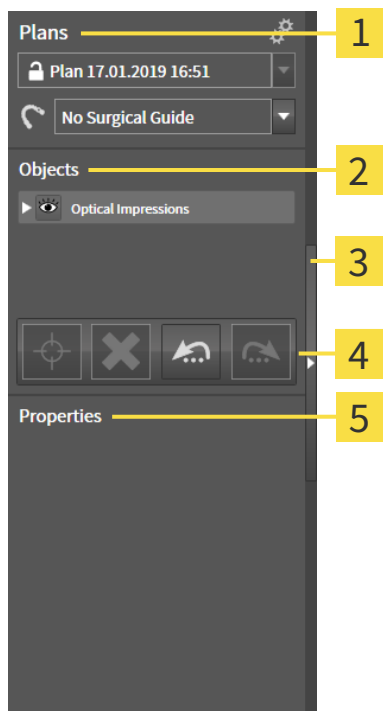 Plans
1
Plan 17.01.2019 16:51
No Surgical Guide
Objects
2
Optical Impressions
3
4
Properties
5